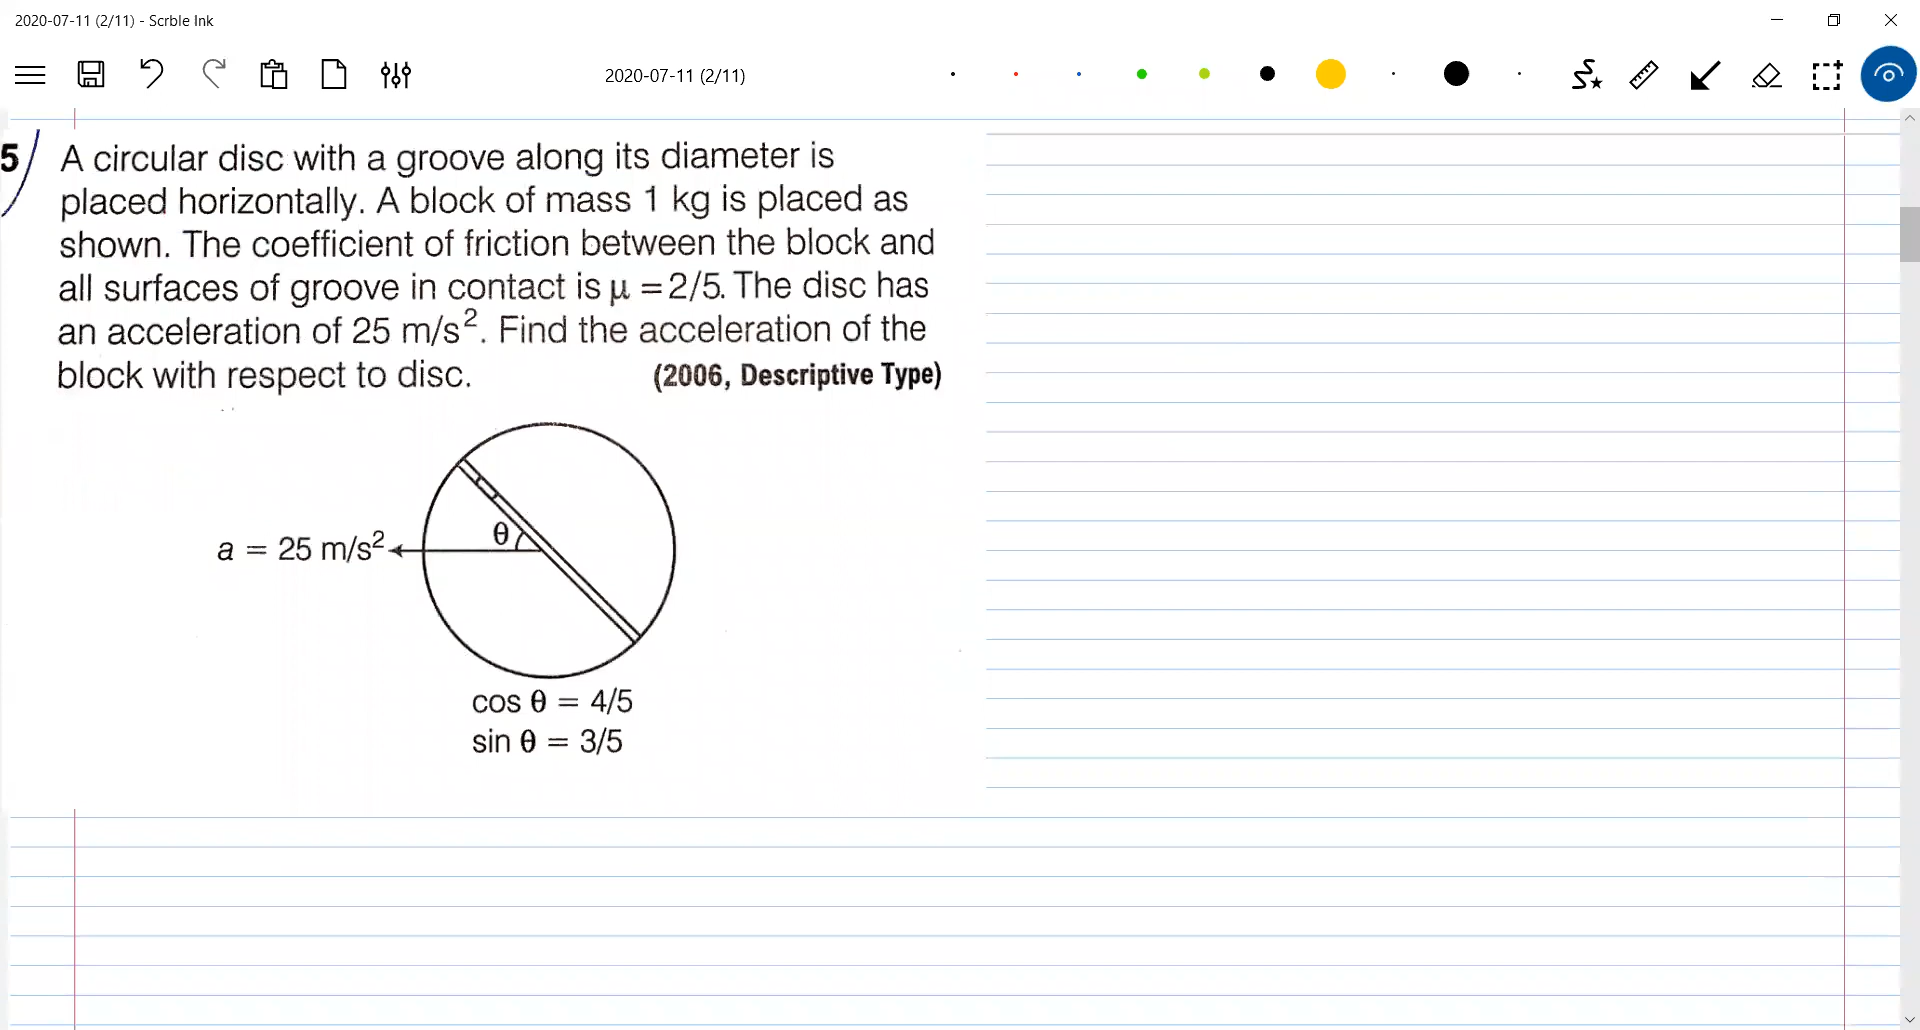 2020-07-11 (2/11) - Scrble Ink
2020-07-11 (2/11)
5 A circular disc with a groove along its diameter is
placed horizontally. A block of mass 1 kg is placed as
shown. The coefficient of friction between the block and
all surfaces of groove in contact is μ = 2/5. The disc has
an acceleration of 25 m/s². Find the acceleration of the
block with respect to disc. (2006, Descriptive Type)
θ
a = 25 m/s²
cos θ = 4/5
sin θ = 3/5